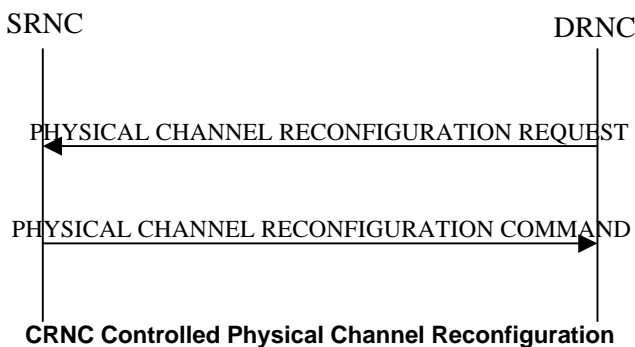 SRNC
DRNC
PHYSICAL CHANNEL RECONFIGURATION REQUEST
PHYSICAL CHANNEL RECONFIGURATION COMMAND
CRNC Controlled Physical Channel Reconfiguration